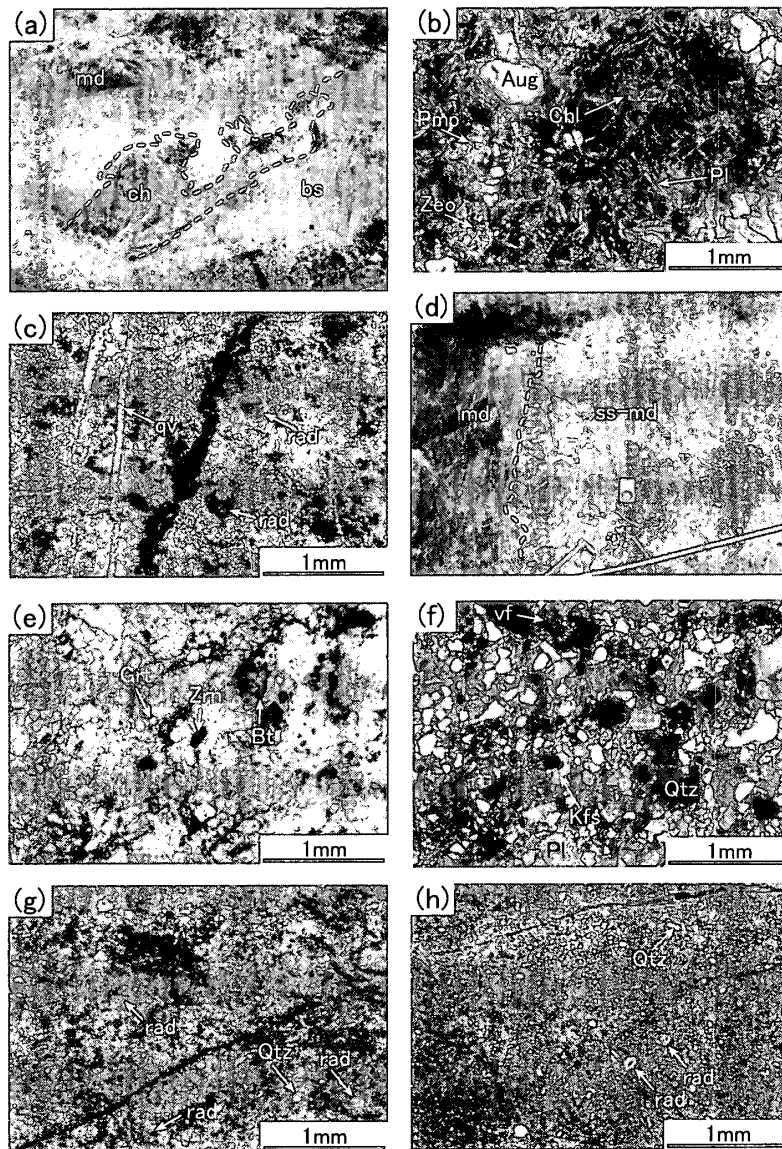 (a)
md
ch
bs
(b)
Aug
Chl
Pmp
Pl
Zeo
1mm
(c)
qv
rad
rad
1mm
(d)
md
ss-md
(e)
Grt
Zrn
Bt
1mm
(f)
vf
Qtz
Kfs
Pl
1mm
(g)
rad
Qtz
rad
rad
1mm
(h)
Qtz
rad
rad
1mm